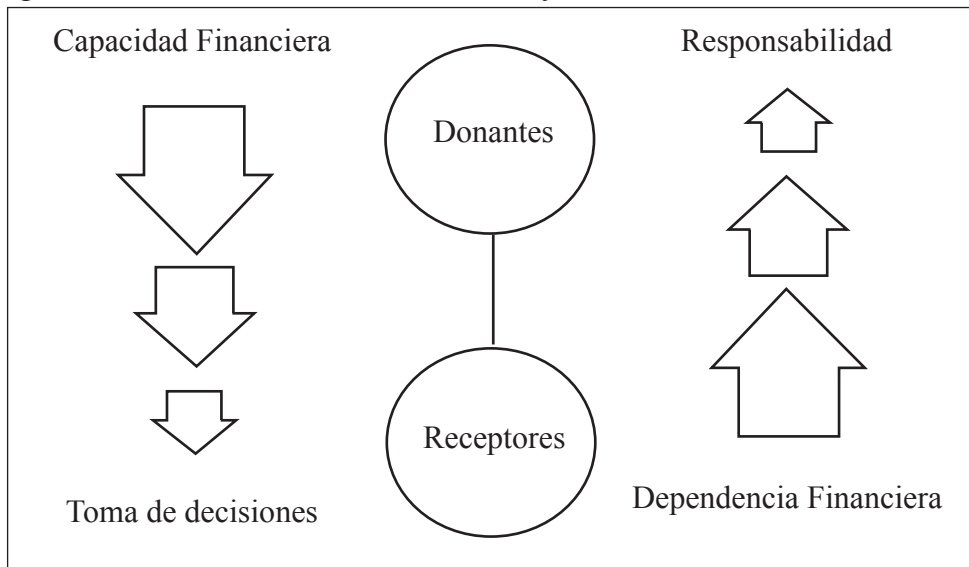 Capacidad Financiera
Donantes
Responsabilidad
Receptores
Toma de decisiones
Dependencia Financiera